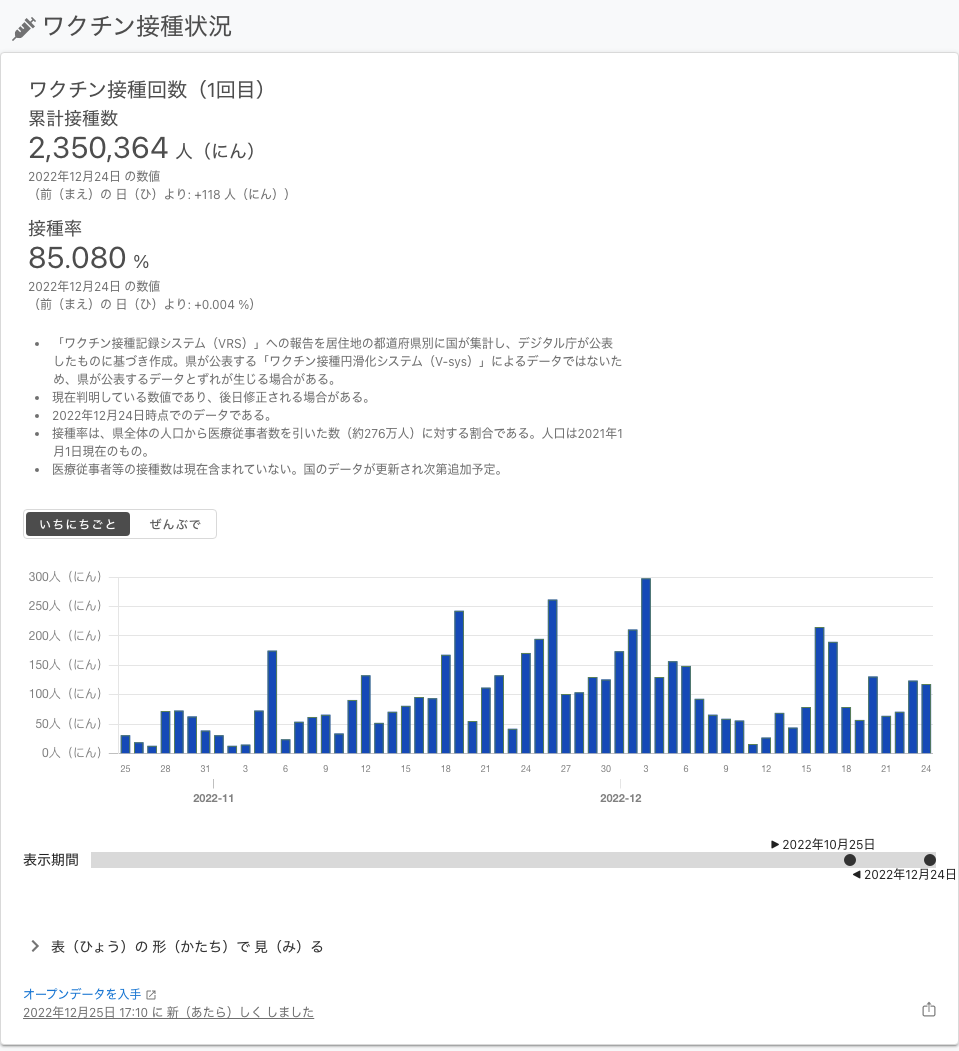 ワクチン接種状況
ワクチン接種回数（1回目）
累計接種数
2,350,364 人（にん）
2022年12月24日 の数値
（前（まえ）の 日（ひ）より: +118 人（にん））
接種率
85.080 %
2022年12月24日 の数値
（前（まえ）の 日（ひ）より: +0.004 %）
• 「ワクチン接種記録システム（VRS）」への報告を居住地の都道府県別に国が集計し、デジタル庁が公表
したものに基づき作成。県が公表する「ワクチン接種円滑化システム（V-sys）」によるデータではないた
め、県が公表するデータとずれが生じる場合がある。
• 現在判明している数値であり、後日修正される場合がある。
• 2022年12月24日時点でのデータである。
• 接種率は、県全体の人口から医療従事者数を引いた数（約276万人）に対する割合である。人口は2021年1
月1日現在のもの。
• 医療従事者等の接種数は現在含まれていない。国のデータが更新され次第追加予定。
いちにちごと ぜんぶで
300人（にん）
250人（にん）
200人（にん）
150人（にん）
100人（にん）
50人（にん）
0人（にん）
25 28 31 3 6 9 12 15 18 21 24 27 30 3 6 9 12 15 18 21 24
2022-11 2022-12
▶ 2022年10月25日
表示期間
◀ 2022年12月24日
表（ひょう）の 形（かたち）で 見（み）る
オープンデータを入手
2022年12月25日 17:10 に 新（あたら）しく しました